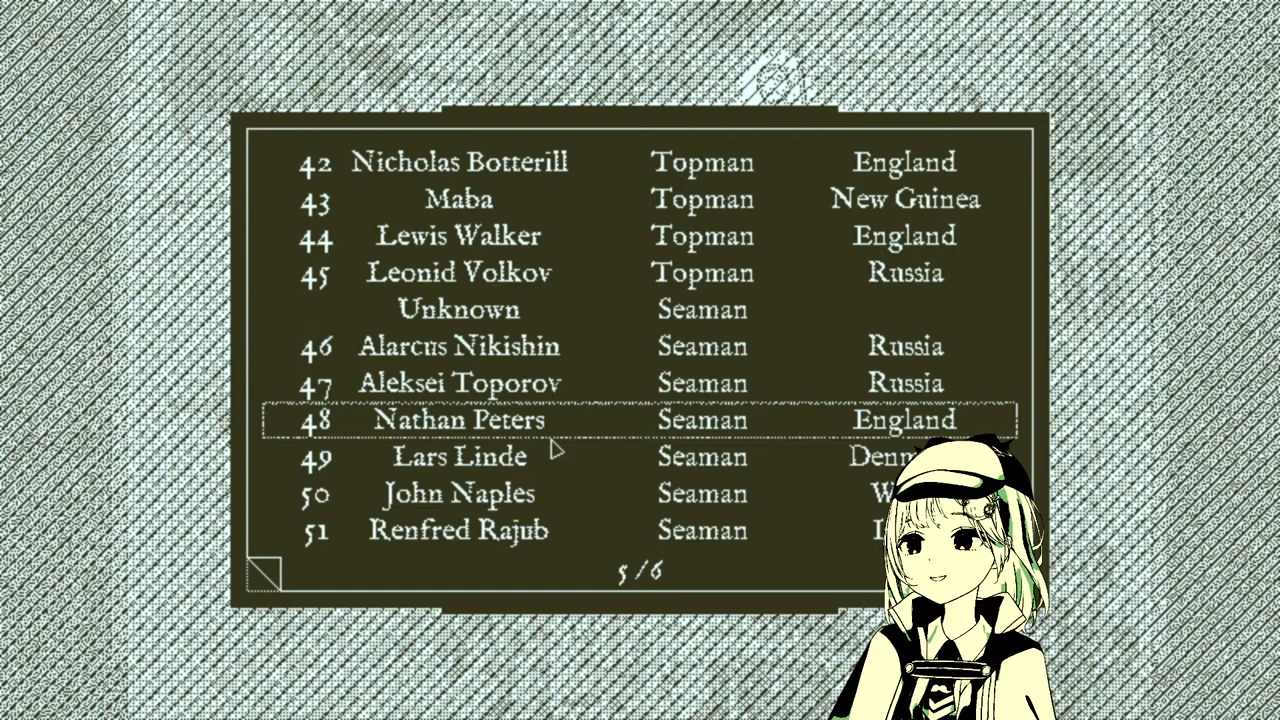 42 Nicholas Botterill Topman England
43 Maba Topman New Guinea
44 Lewis Walker Topman England
45 Leonid Volkov Topman Russia
Unknown Seaman
46 Alarcus Nikishin Seaman Russia
47 Aleksei Toporov Seaman Russia
48 Nathan Peters Seaman England
49 Lars Linde Seaman
50 John Naples Seaman
51 Renfred Rajub Seaman
5/6